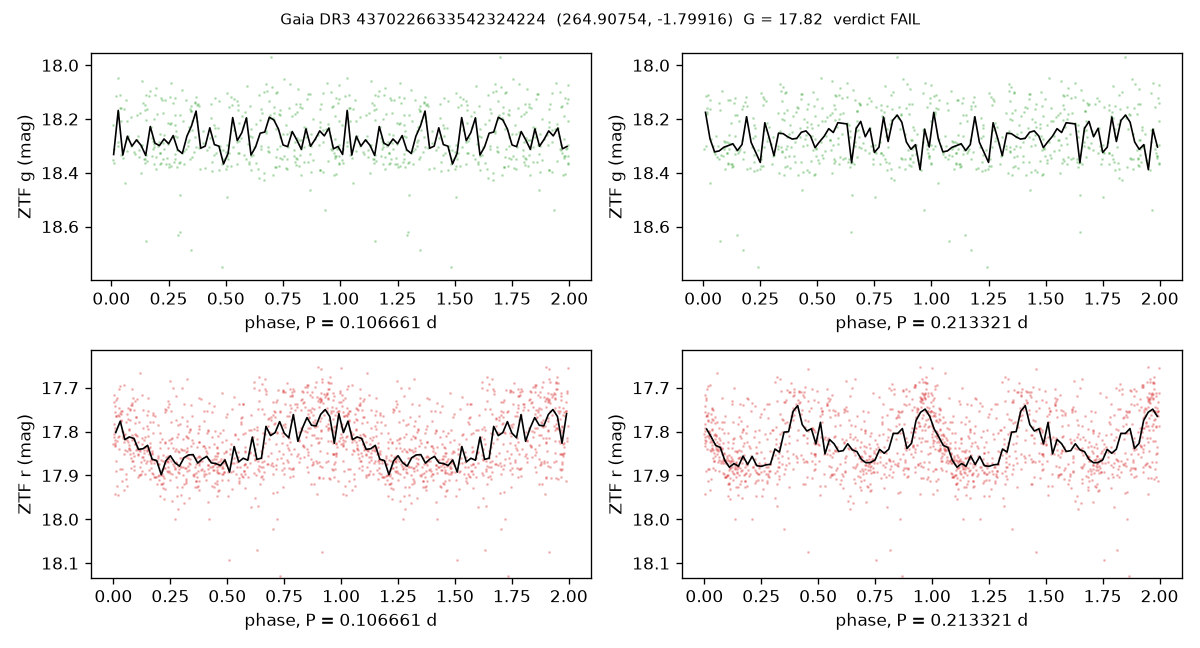 Gaia DR3 4370226633542324224  (264.90754, -1.79916)  G = 17.82  verdict FAIL
18.0
18.2
18.4
18.6
ZTF g (mag)
0.00 0.25 0.50 0.75 1.00 1.25 1.50 1.75 2.00
phase, P = 0.106661 d
18.0
18.2
18.4
18.6
ZTF g (mag)
0.00 0.25 0.50 0.75 1.00 1.25 1.50 1.75 2.00
phase, P = 0.213321 d
17.7
17.8
17.9
18.0
18.1
ZTF r (mag)
0.00 0.25 0.50 0.75 1.00 1.25 1.50 1.75 2.00
phase, P = 0.106661 d
17.7
17.8
17.9
18.0
18.1
ZTF r (mag)
0.00 0.25 0.50 0.75 1.00 1.25 1.50 1.75 2.00
phase, P = 0.213321 d